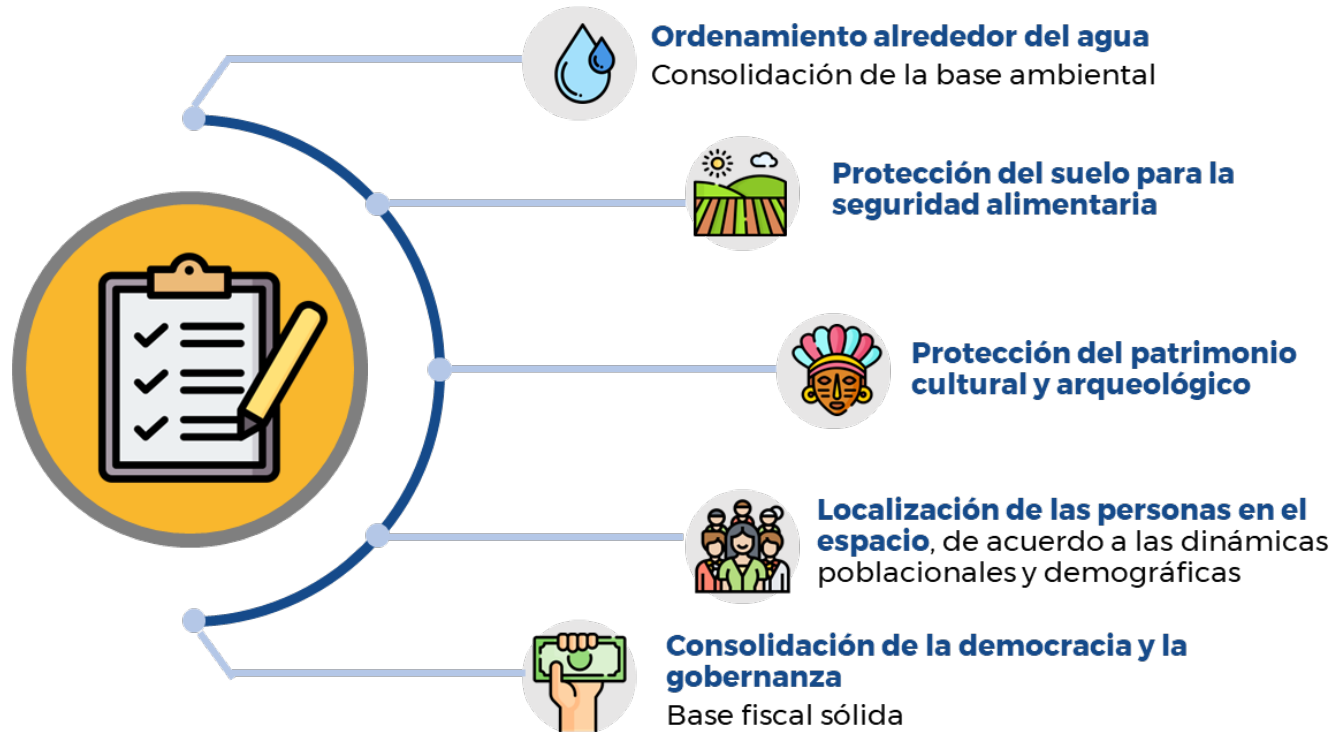 Ordenamiento alrededor del agua
Consolidación de la base ambiental
Protección del suelo para la
seguridad alimentaria
Protección del patrimonio
cultural y arqueológico
Localización de las personas en el
espacio, de acuerdo a las dinámicas
poblacionales y demográficas
Consolidación de la democracia y la
gobernanza
Base fiscal sólida